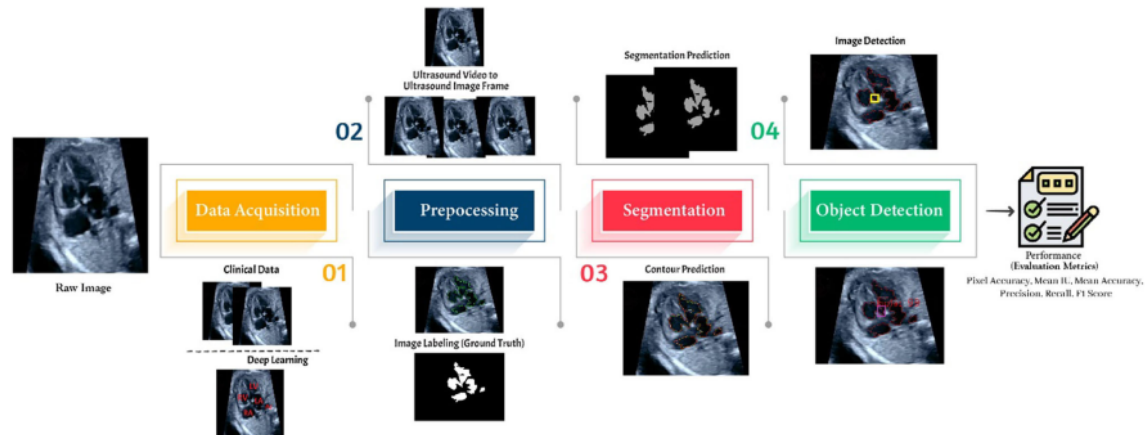 Raw Image
Data Acquisition
01
Clinical Data
Deep Learning
02
Ultrasound Video to
Ultrasound Image Frame
Prepocessing
Image Labeling (Ground Truth)
Segmentation Prediction
Segmentation
03
Contour Prediction
Image Detection
04
Object Detection
Performance
(Evaluation Metrics)
Pixel Accuracy, Mean IU, Mean Accuracy,
Precision, Recall, F1 Score